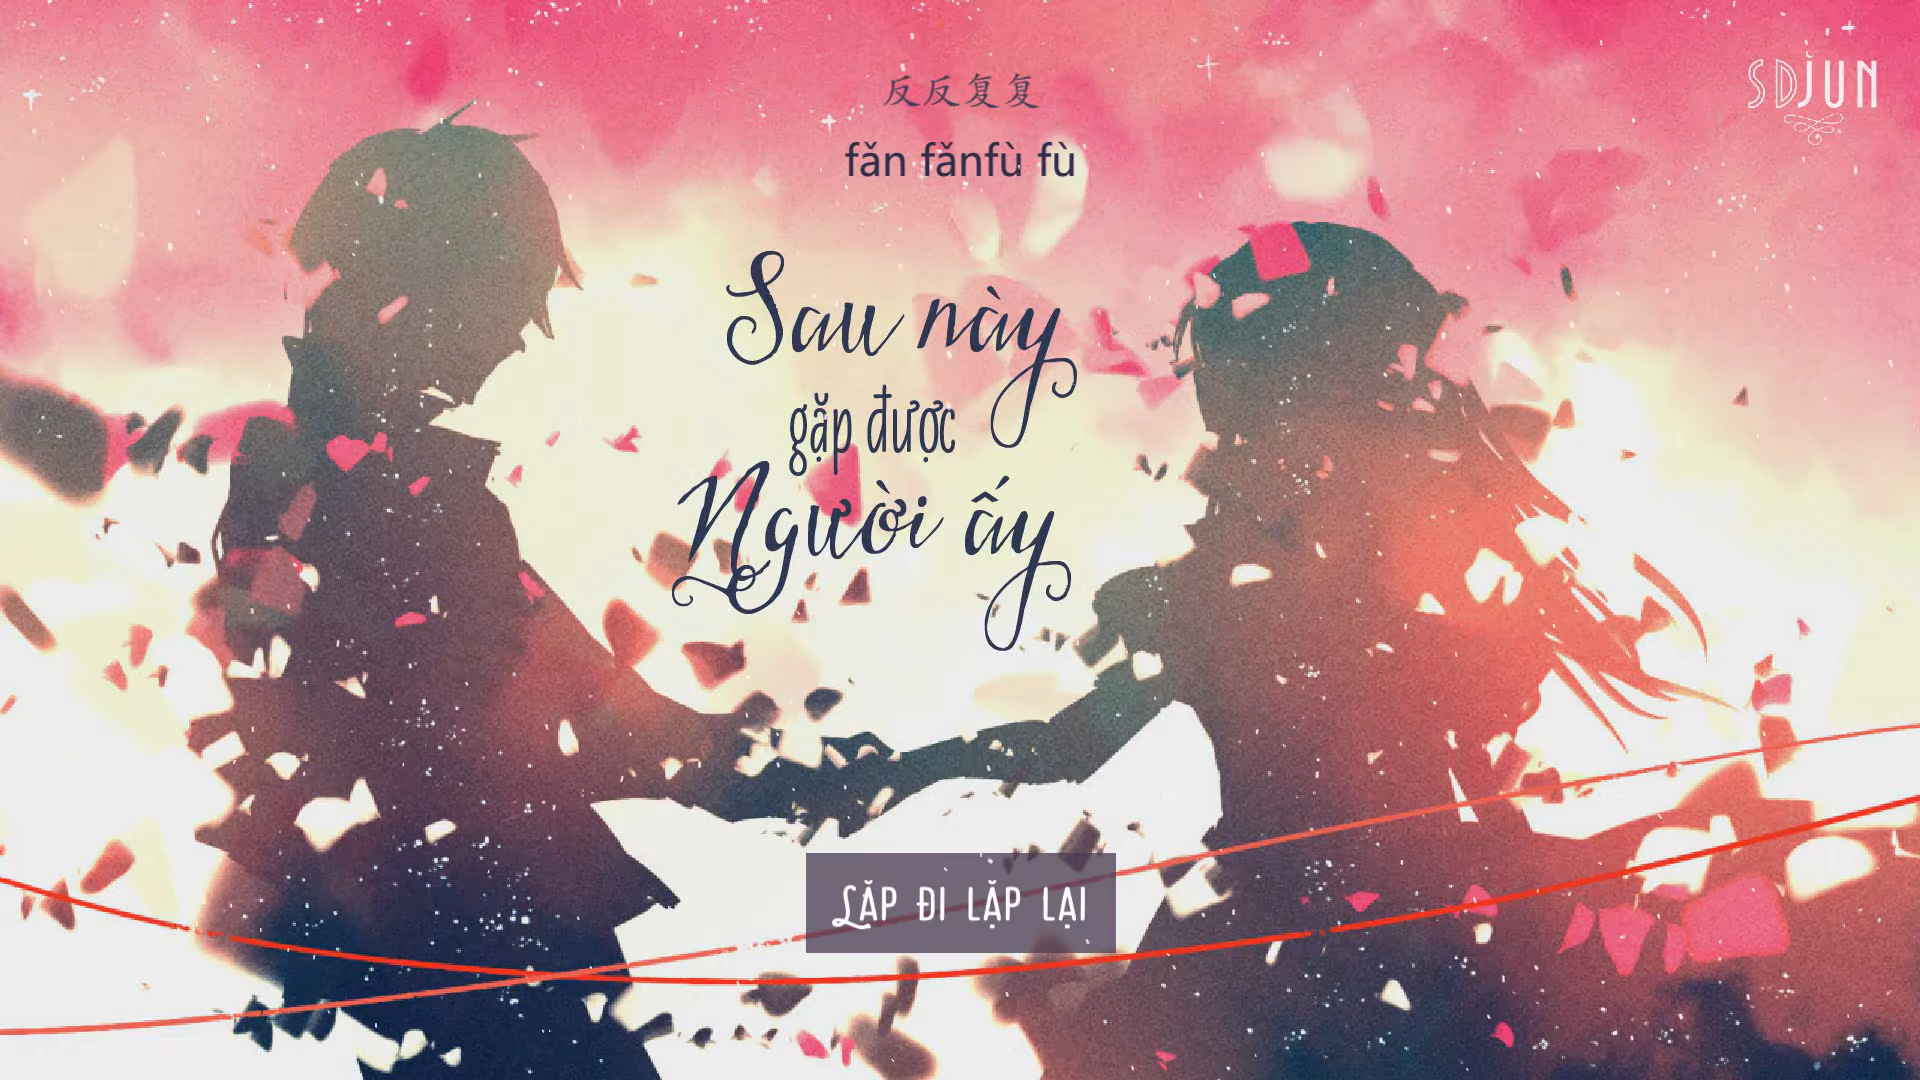 反反复复
fǎn fǎnfù fù
SDJUN
Sau này
gặp được
Người ấy
LẶP ĐI LẶP LẠI